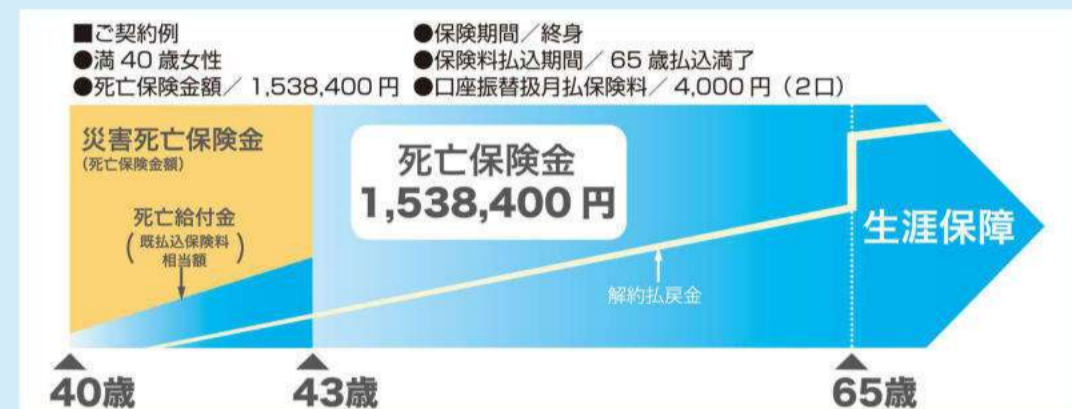 ■ご契約例
●満 40 歳女性
●死亡保険金額／ 1,538,400 円
●保険期間／終身
●保険料払込期間／ 65 歳払込満了
●口座振替扱月払保険料／ 4,000 円（2口）
災害死亡保険金
(死亡保険金額)
死亡給付金
(既払込保険料
相当額)
死亡保険金
1,538,400 円
解約払戻金
生涯保障
40歳
43歳
65歳